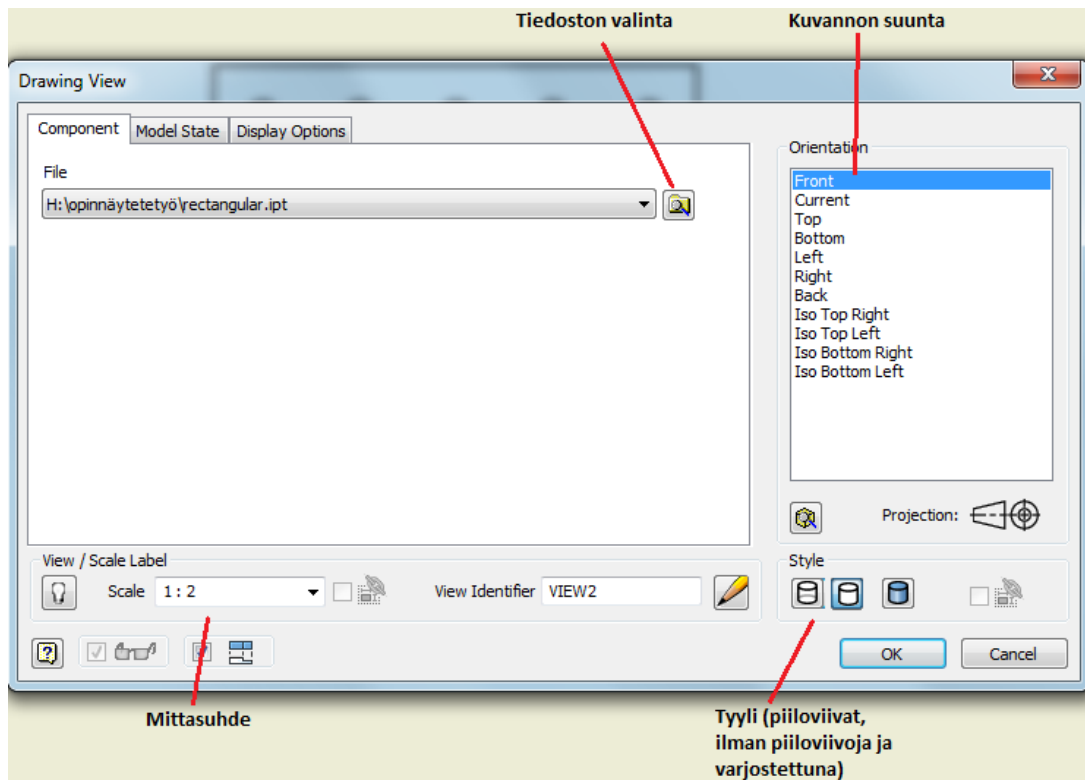 Tiedoston valinta
Kuvannon suunta
Drawing View
Component
Model State
Display Options
File
H:\opinnäytetetyö\rectangular.ipt
Orientation
Front
Current
Top
Bottom
Left
Right
Back
Iso Top Right
Iso Top Left
Iso Bottom Right
Iso Bottom Left
Projection:
View / Scale Label
Scale
1 : 2
View Identifier
VIEW2
Style
OK
Cancel
Mittasuhde
Tyyli (piiloviivat,
ilman piiloviivoja ja
varjostettuna)